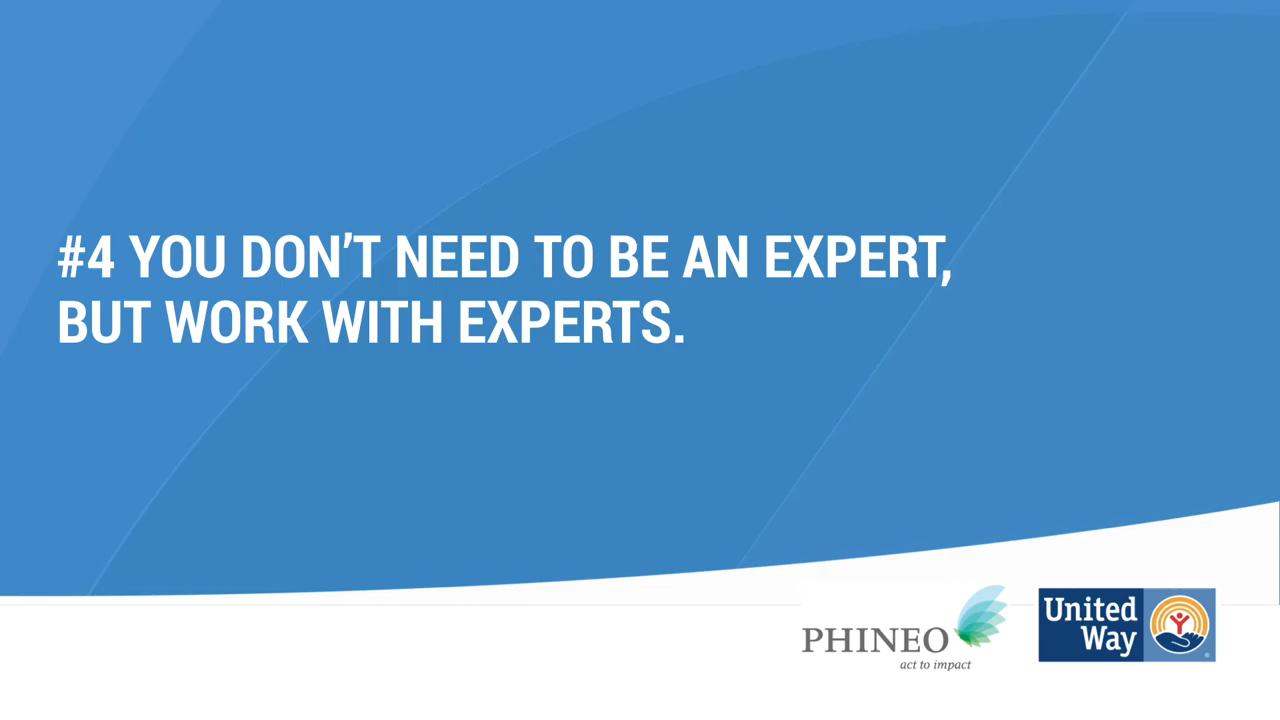 #4 YOU DON’T NEED TO BE AN EXPERT,
BUT WORK WITH EXPERTS.
PHINEO
act to impact
United
Way
®